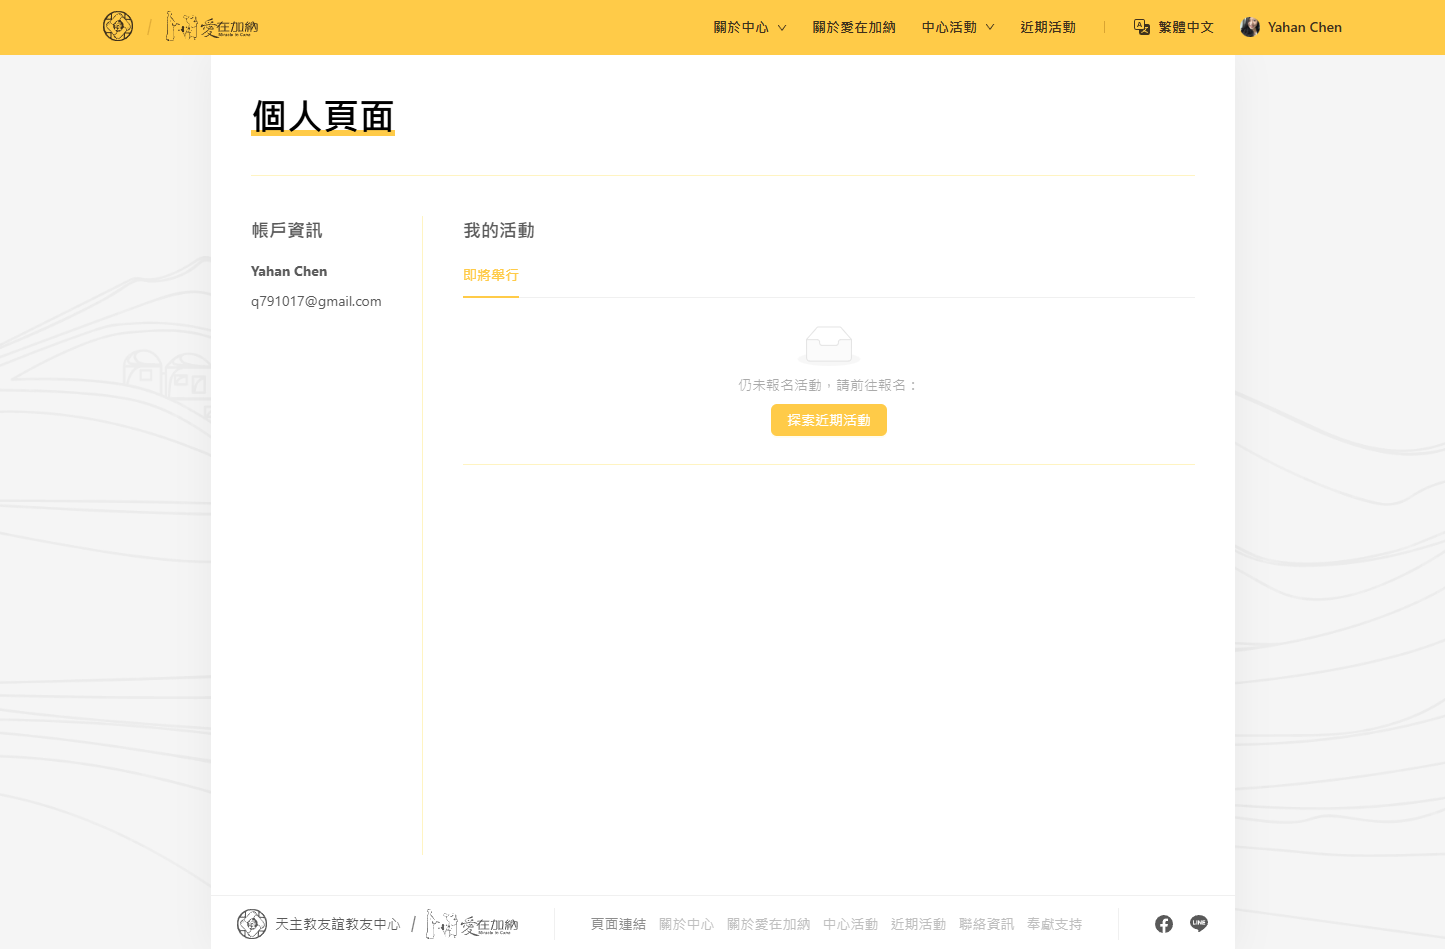 愛在加納
Miracle in Cana
關於中心
關於愛在加納
中心活動
近期活動
繁體中文
Yahan Chen
個人頁面
帳戶資訊
Yahan Chen
q791017@gmail.com
我的活動
即將舉行
仍未報名活動，請前往報名：
探索近期活動
天主教友誼教友中心 / 愛在加納
Miracle in Cana
頁面連結 關於中心 關於愛在加納 中心活動 近期活動 聯絡資訊 奉獻支持
LINE